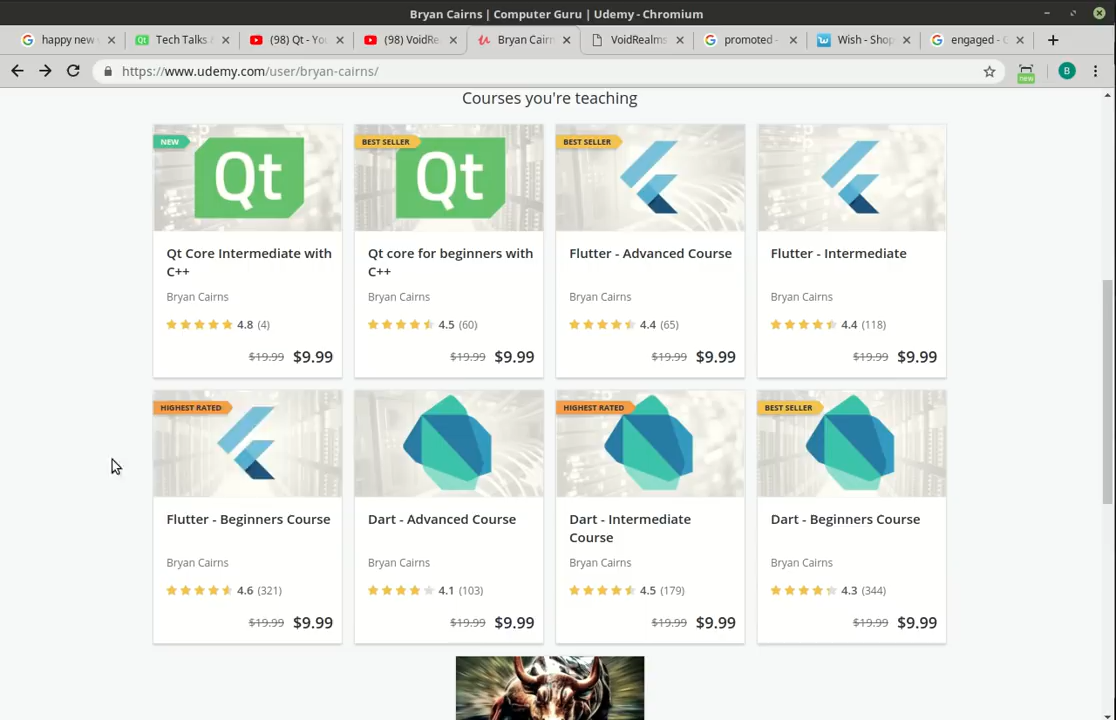 Bryan Cairns | Computer Guru | Udemy - Chromium
happy new
Tech Talks &
(98) Qt - Yo
(98) VoidRe
Bryan Cairn
VoidRealms
promoted -
Wish - Shop
engaged - G
https://www.udemy.com/user/bryan-cairns/
new
B
Courses you're teaching
NEW
Qt
BEST SELLER
Qt
BEST SELLER
Qt Core Intermediate with
C++
Bryan Cairns
4.8 (4)
$19.99 $9.99
Qt core for beginners with
C++
Bryan Cairns
4.5 (60)
$19.99 $9.99
Flutter - Advanced Course
Bryan Cairns
4.4 (65)
$19.99 $9.99
Flutter - Intermediate
Bryan Cairns
4.4 (118)
$19.99 $9.99
HIGHEST RATED
Flutter - Beginners Course
Bryan Cairns
4.6 (321)
$19.99 $9.99
Dart - Advanced Course
Bryan Cairns
4.1 (103)
$19.99 $9.99
HIGHEST RATED
Dart - Intermediate
Course
Bryan Cairns
4.5 (179)
$19.99 $9.99
BEST SELLER
Dart - Beginners Course
Bryan Cairns
4.3 (344)
$19.99 $9.99